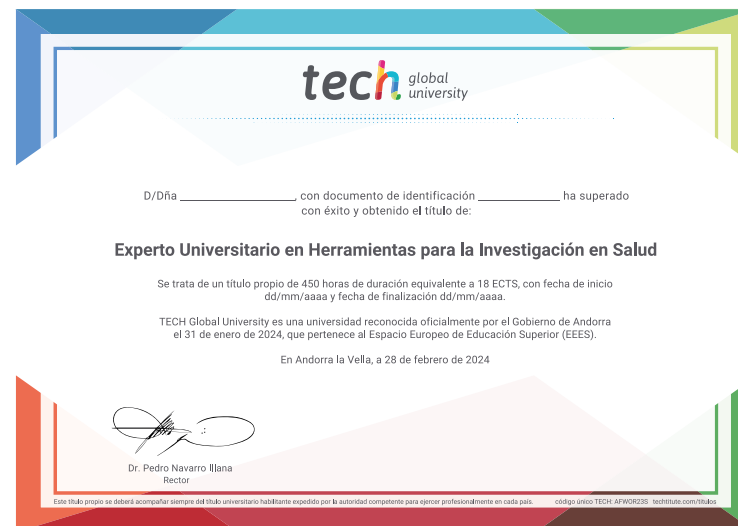 tech global university
D/Dña ____________, con documento de identificación ____________ ha superado
con éxito y obtenido el título de:
Experto Universitario en Herramientas para la Investigación en Salud
Se trata de un título propio de 450 horas de duración equivalente a 18 ECTS, con fecha de inicio
dd/mm/aaaa y fecha de finalización dd/mm/aaaa.
TECH Global University es una universidad reconocida oficialmente por el Gobierno de Andorra
el 31 de enero de 2024, que pertenece al Espacio Europeo de Educación Superior (EEES).
En Andorra la Vella, a 28 de febrero de 2024
Dr. Pedro Navarro Illana
Rector
Este título propio se deberá acompañar siempre del título universitario habilitante expedido por la autoridad competente para ejercer profesionalmente en cada país. código único TECH: AFWOR23S techtitute.com/titulos